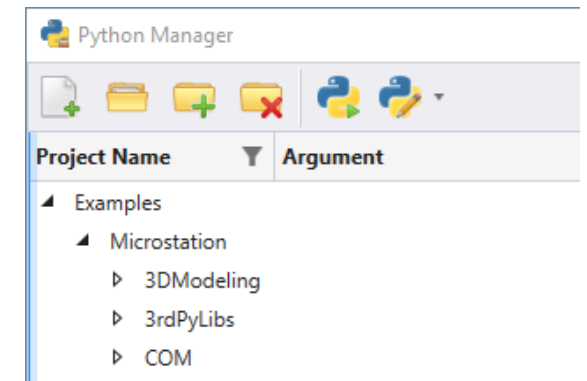 Python Manager
Project Name Argument
Examples
Microstation
3DModeling
3rdPyLibs
COM